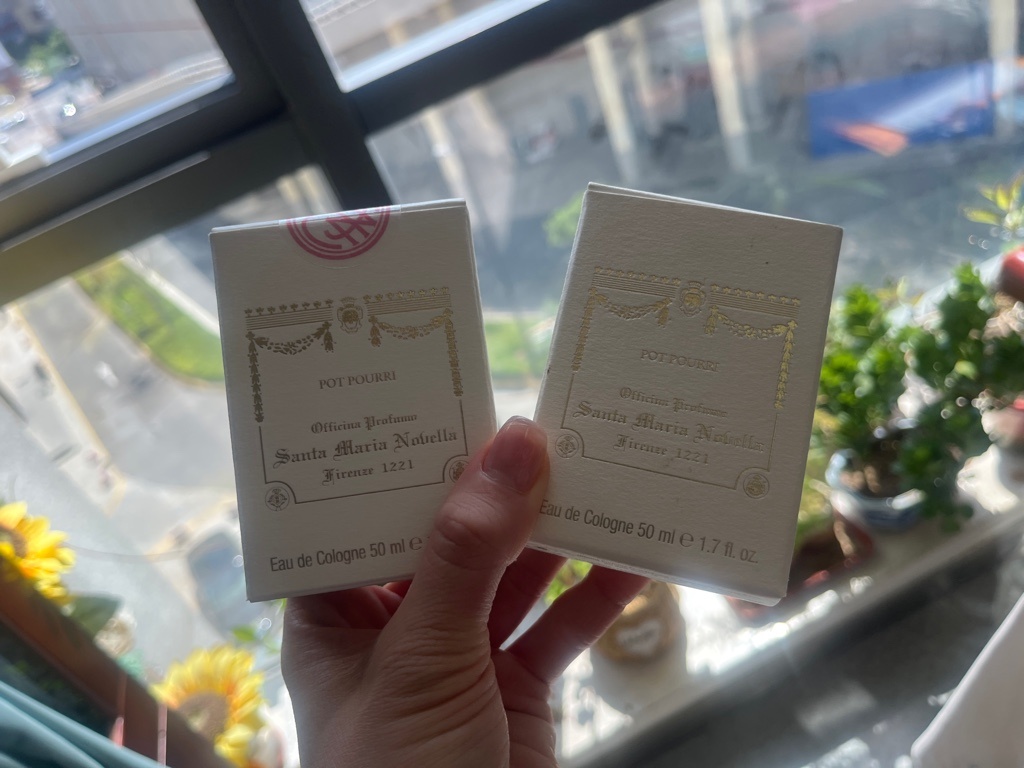 POT POURRI
Officina Profumo
Santa Maria Novella
Firenze 1221
Eau de Cologne 50 ml ℮
POT POURRI
Officina Profumo
Santa Maria Novella
Firenze 1221
Eau de Cologne 50 ml ℮ 1.7 fl. oz.